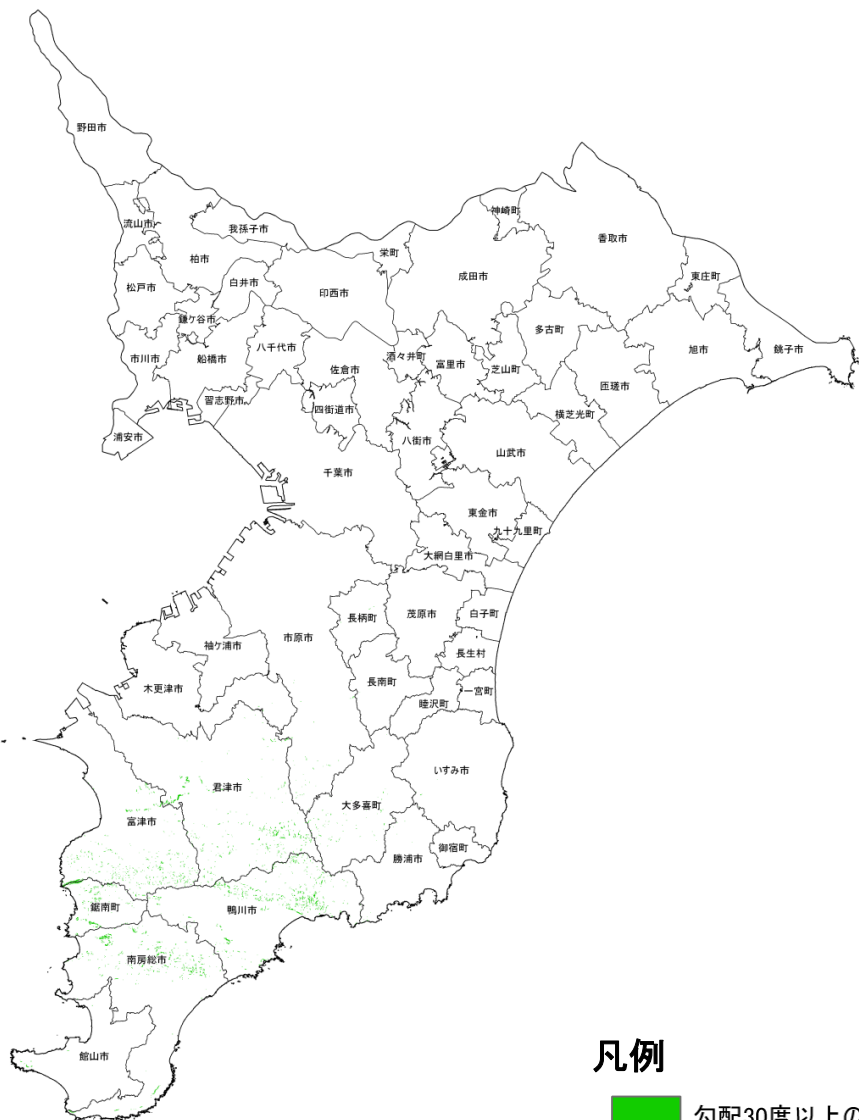 野田市
流山市
我孫子市
柏市
神崎町
香取市
栄町
成田市
東庄町
松戸市
白井市
印西市
鎌ケ谷市
多古町
市川市
船橋市
八千代市
佐倉市
酒々井町
富里市
芝山町
旭市
銚子市
匝瑳市
習志野市
四街道市
横芝光町
浦安市
八街市
山武市
千葉市
東金市
九十九里町
大網白里市
長柄町
茂原市
白子町
市原市
袖ケ浦市
長生村
木更津市
長南町
一宮町
睦沢町
いすみ市
君津市
大多喜町
富津市
御宿町
勝浦市
鋸南町
鴨川市
南房総市
館山市
凡例
勾配30度以上の